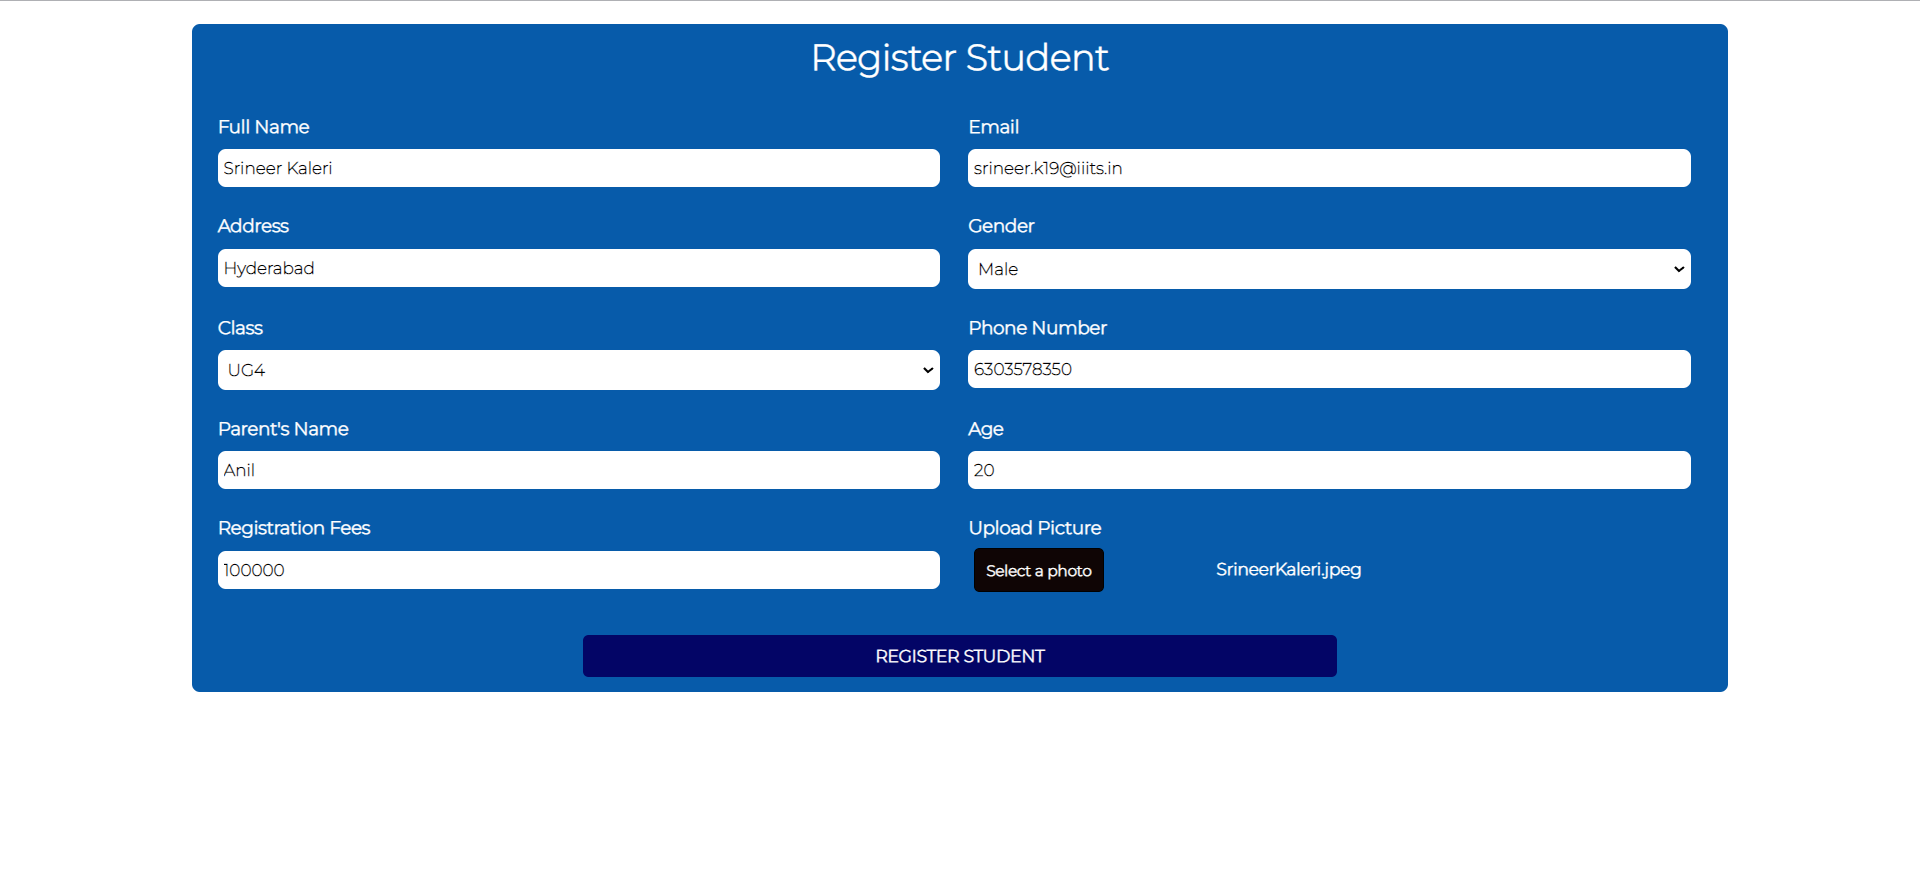 Register Student
Full Name
Srineer Kaleri
Email
srineer.k19@iiits.in
Address
Hyderabad
Gender
Male
Class
UG4
Phone Number
6303578350
Parent's Name
Anil
Age
20
Registration Fees
100000
Upload Picture
Select a photo
SrineerKaleri.jpeg
REGISTER STUDENT